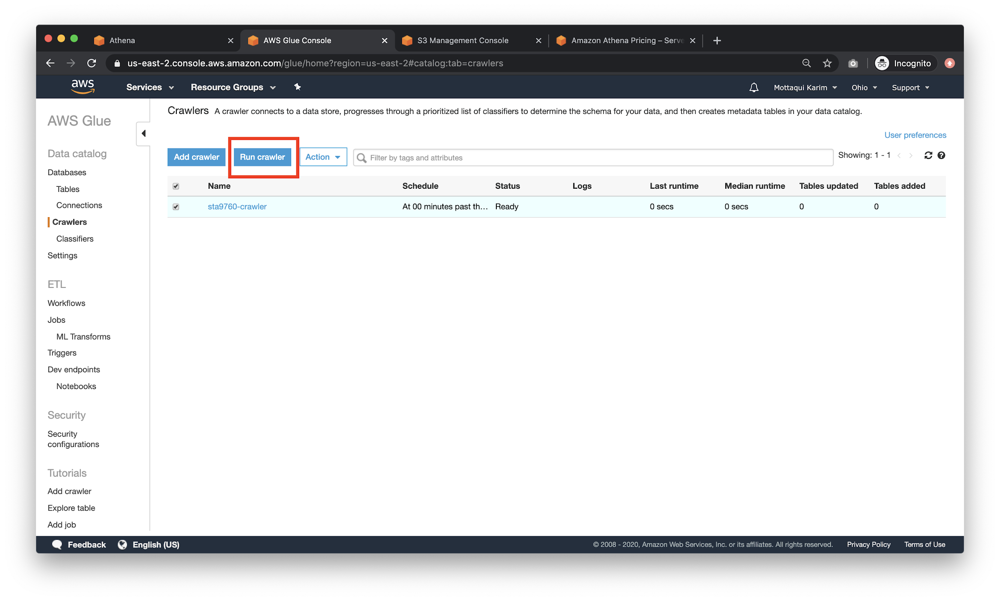 Athena
AWS Glue Console
S3 Management Console
Amazon Athena Pricing – Serve
us-east-2.console.aws.amazon.com/glue/home?region=us-east-2#catalog:tab=crawlers
Incognito
aws
Services
Resource Groups
Mottaqui Karim
Ohio
Support
AWS Glue
Data catalog
Databases
Tables
Connections
Crawlers
Classifiers
Settings
ETL
Workflows
Jobs
ML Transforms
Triggers
Dev endpoints
Notebooks
Security
Security
configurations
Tutorials
Add crawler
Explore table
Add job
Crawlers A crawler connects to a data store, progresses through a prioritized list of classifiers to determine the schema for your data, and then creates metadata tables in your data catalog.
User preferences
Add crawler
Run crawler
Action
Filter by tags and attributes
Showing: 1 - 1
Name Schedule Status Logs Last runtime Median runtime Tables updated Tables added
sta9760-crawler At 00 minutes past th... Ready 0 secs 0 secs 0 0
Feedback
English (US)
© 2008 - 2020, Amazon Web Services, Inc. or its affiliates. All rights reserved.
Privacy Policy
Terms of Use